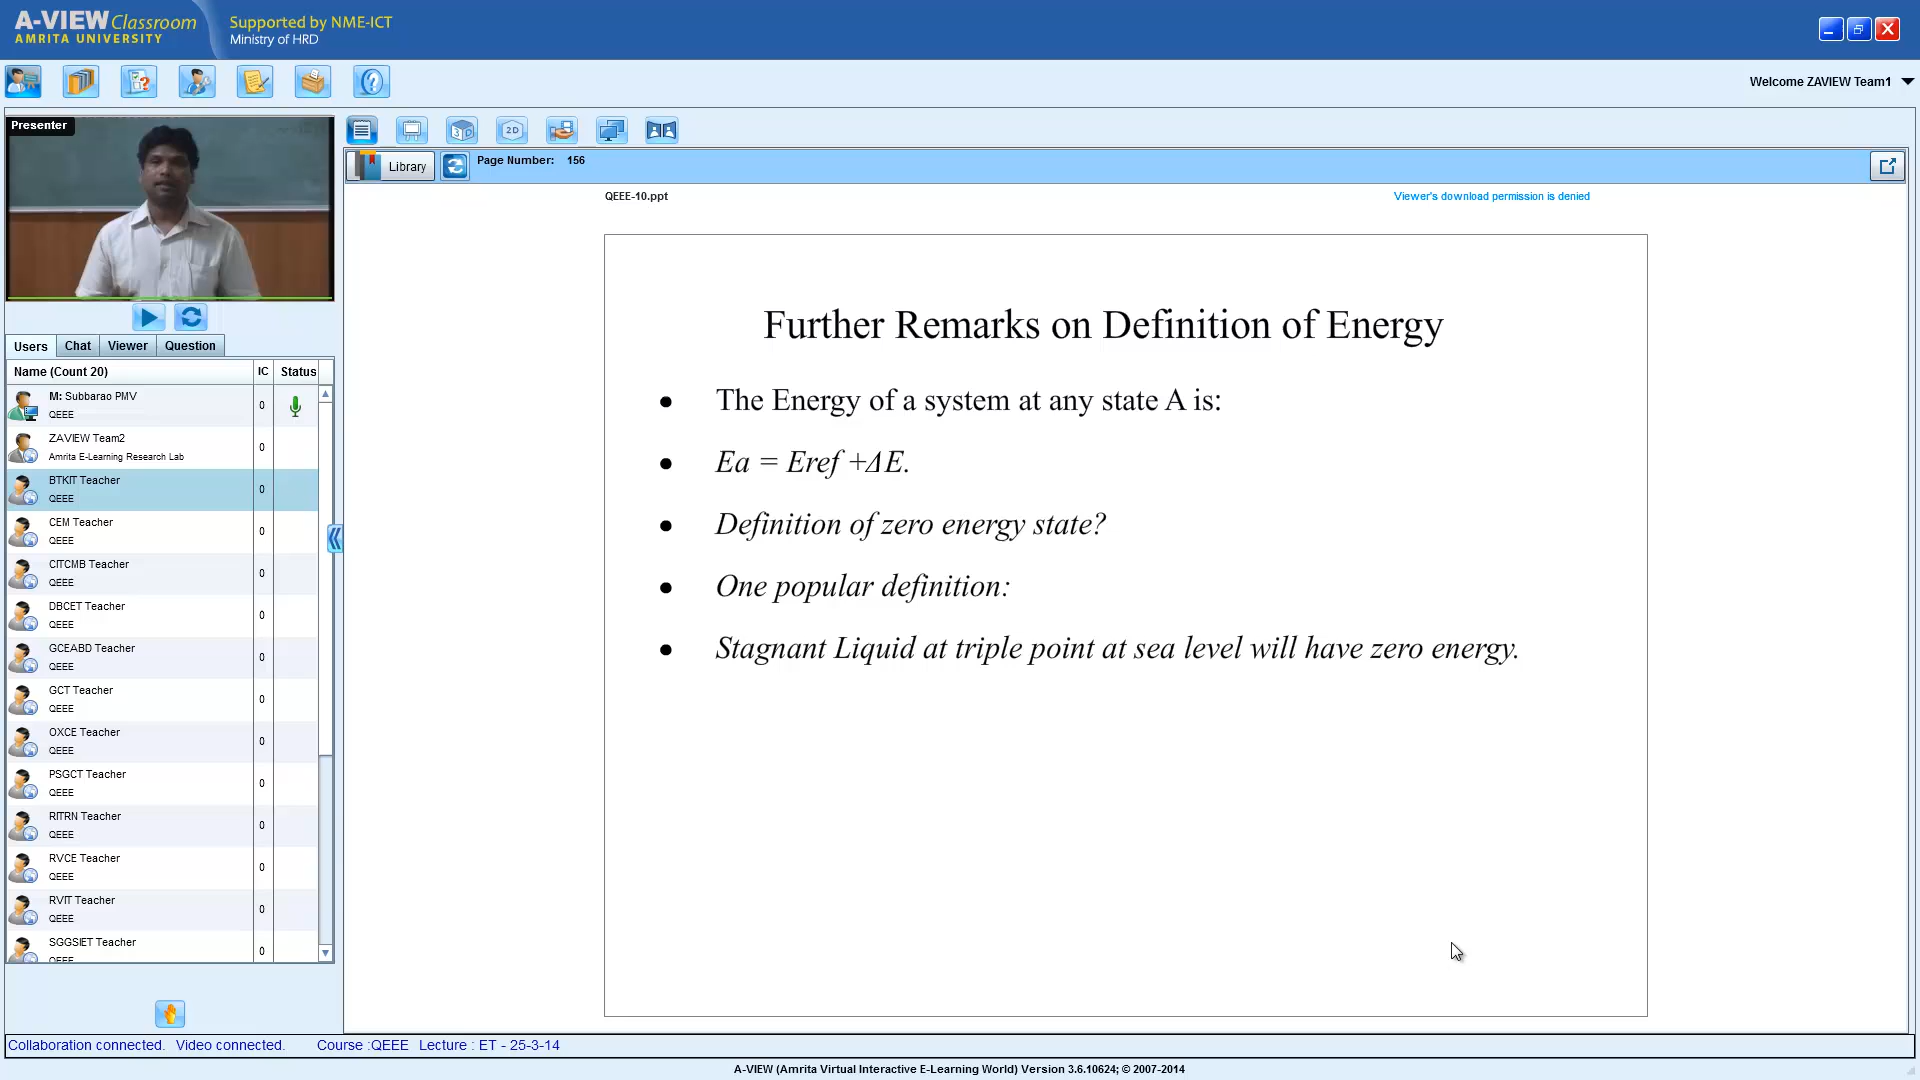 A-VIEW Classroom
AMRITA UNIVERSITY
Supported by NME-ICT
Ministry of HRD
Welcome ZAVIEW Team1
Presenter
3D
2D
Library
Page Number: 156
QEEE-10.ppt
Viewer's download permission is denied
Users Chat Viewer Question
Name (Count 20) IC Status
M: Subbarao PMV
QEEE
0
ZAVIEW Team2
Amrita E-Learning Research Lab
0
BTKIT Teacher
QEEE
0
CEM Teacher
QEEE
0
CITCMB Teacher
QEEE
0
DBCET Teacher
QEEE
0
GCEABD Teacher
QEEE
0
GCT Teacher
QEEE
0
OXCE Teacher
QEEE
0
PSGCT Teacher
QEEE
0
RITRN Teacher
QEEE
0
RVCE Teacher
QEEE
0
RVIT Teacher
QEEE
0
SGGSIET Teacher
QEEE
0
Further Remarks on Definition of Energy
• The Energy of a system at any state A is:
• Ea = Eref +ΔE.
• Definition of zero energy state?
• One popular definition:
• Stagnant Liquid at triple point at sea level will have zero energy.
Collaboration connected. Video connected. Course :QEEE Lecture : ET - 25-3-14
A-VIEW (Amrita Virtual Interactive E-Learning World) Version 3.6.10624; © 2007-2014